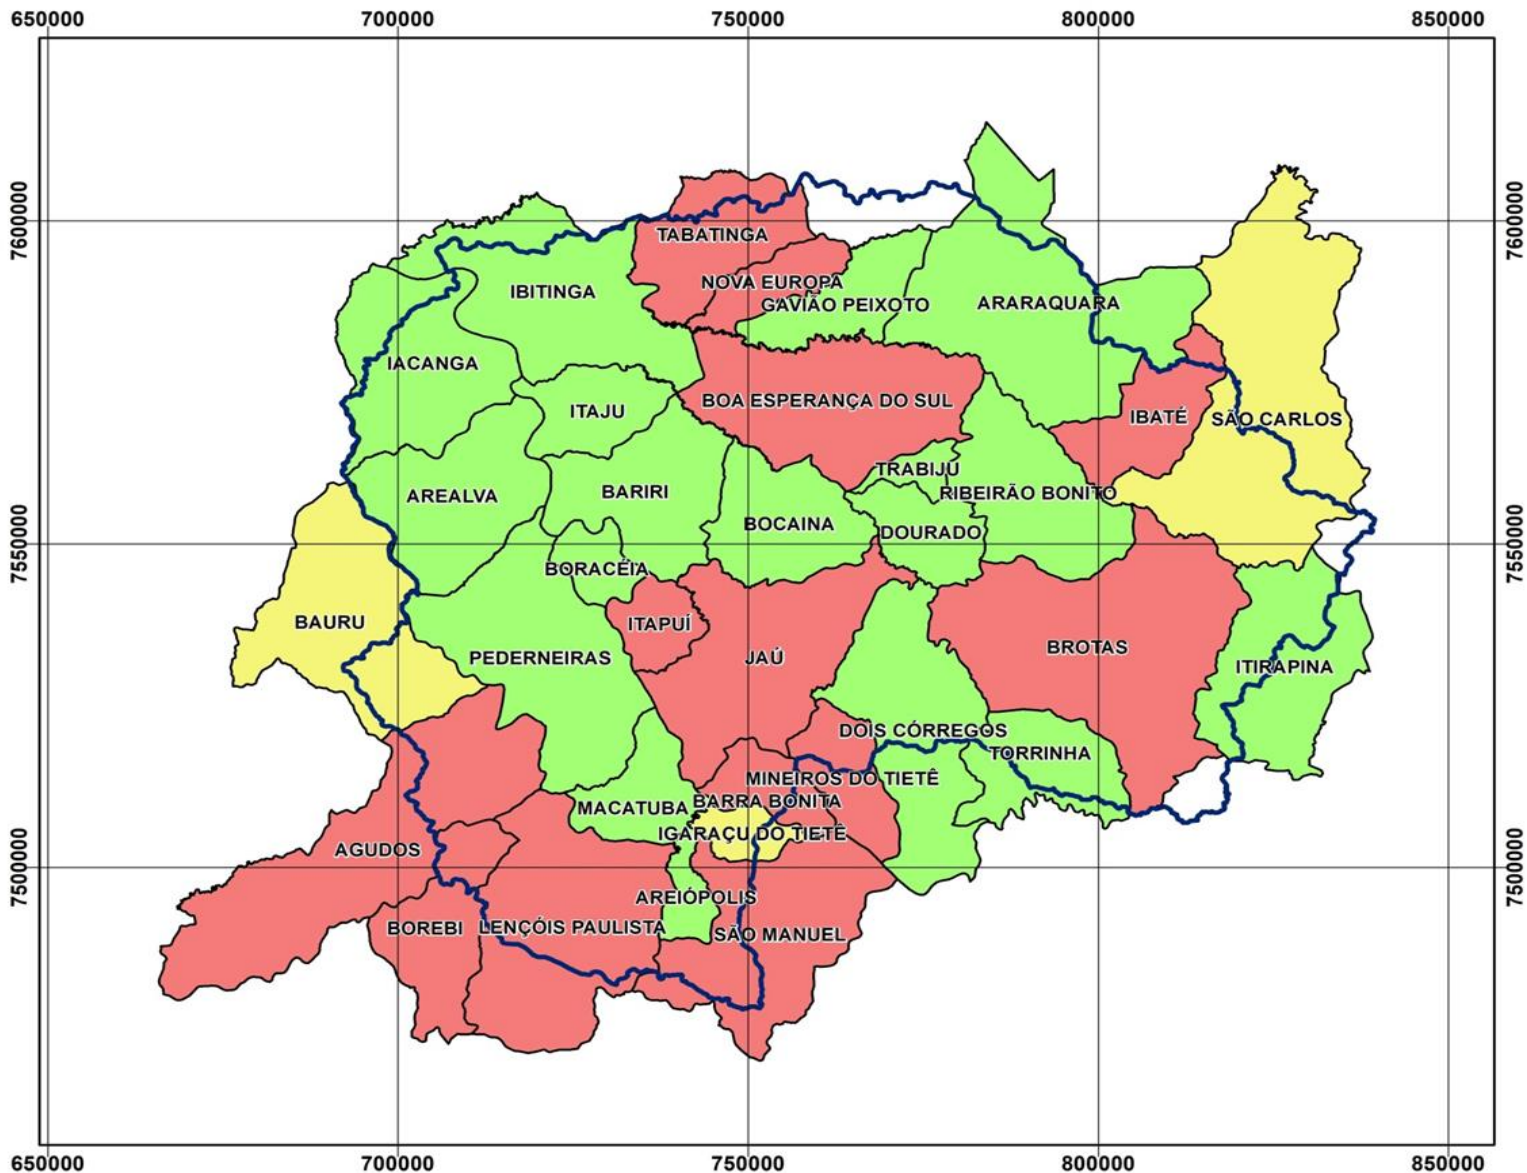 650000 700000 750000 800000 850000
7600000 7600000
TABATINGA
NOVA EUROPA
IBITINGA
GAVIÃO PEIXOTO
ARARAQUARA
IACANGA
BOA ESPERANÇA DO SUL
ITAJU
IBATÉ
SÃO CARLOS
TRABIJU
AREALVA
BARIRI
RIBEIRÃO BONITO
BOCAINA
DOURADO
7550000 7550000
BORACÉIA
BAURU
ITAPUÍ
PEDERNEIRAS
JAÚ
BROTAS
ITIRAPINA
DOIS CÓRREGOS
TORRINHA
MINEIROS DO TIETÊ
MACATUBA
BARRA BONITA
IGARAÇU DO TIETÊ
AGUDOS
7500000 7500000
AREIÓPOLIS
BOREBI
LENÇÓIS PAULISTA
SÃO MANUEL
650000 700000 750000 800000 850000